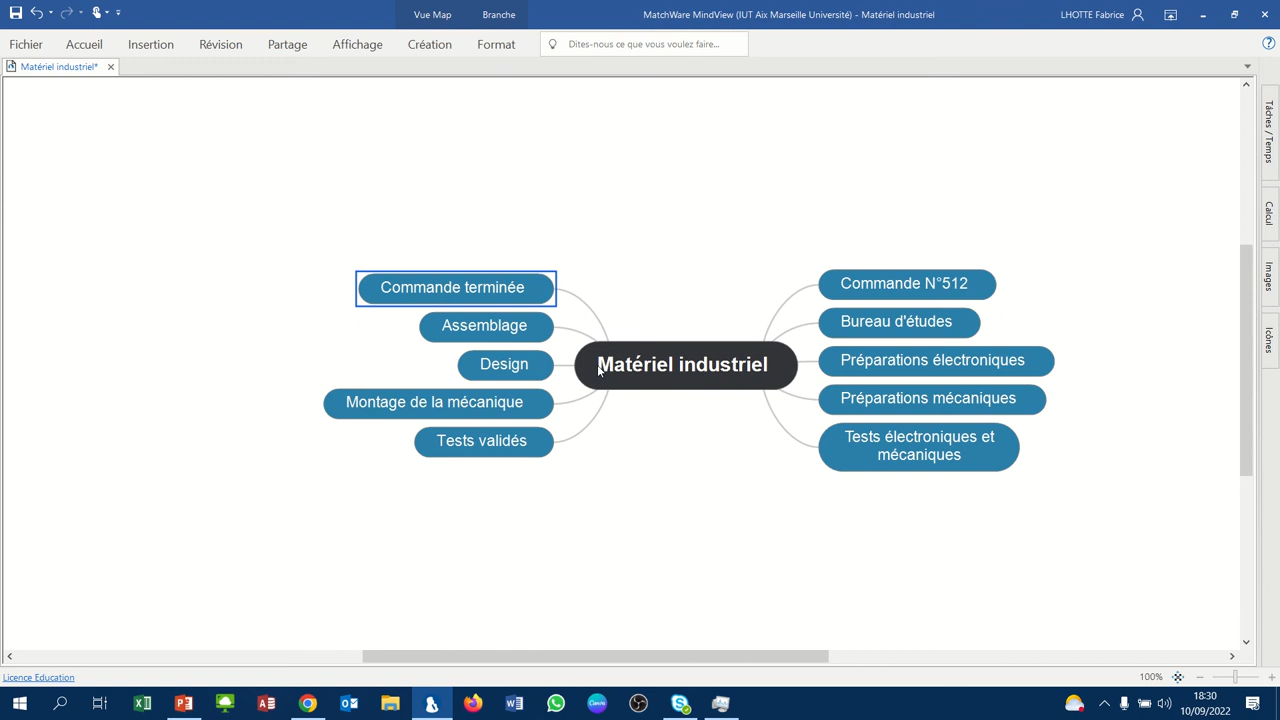 Vue Map
Branche
MatchWare MindView (IUT Aix Marseille Université) - Matériel industriel
LHOTTE Fabrice
Fichier
Accueil
Insertion
Révision
Partage
Affichage
Création
Format
Dites-nous ce que vous voulez faire...
Matériel industriel*
Tâches / Temps
Calcul
Images
Icônes
Commande terminée
Assemblage
Design
Montage de la mécanique
Tests validés
Matériel industriel
Commande N°512
Bureau d'études
Préparations électroniques
Préparations mécaniques
Tests électroniques et
mécaniques
Licence Education
100%
18:30
10/09/2022